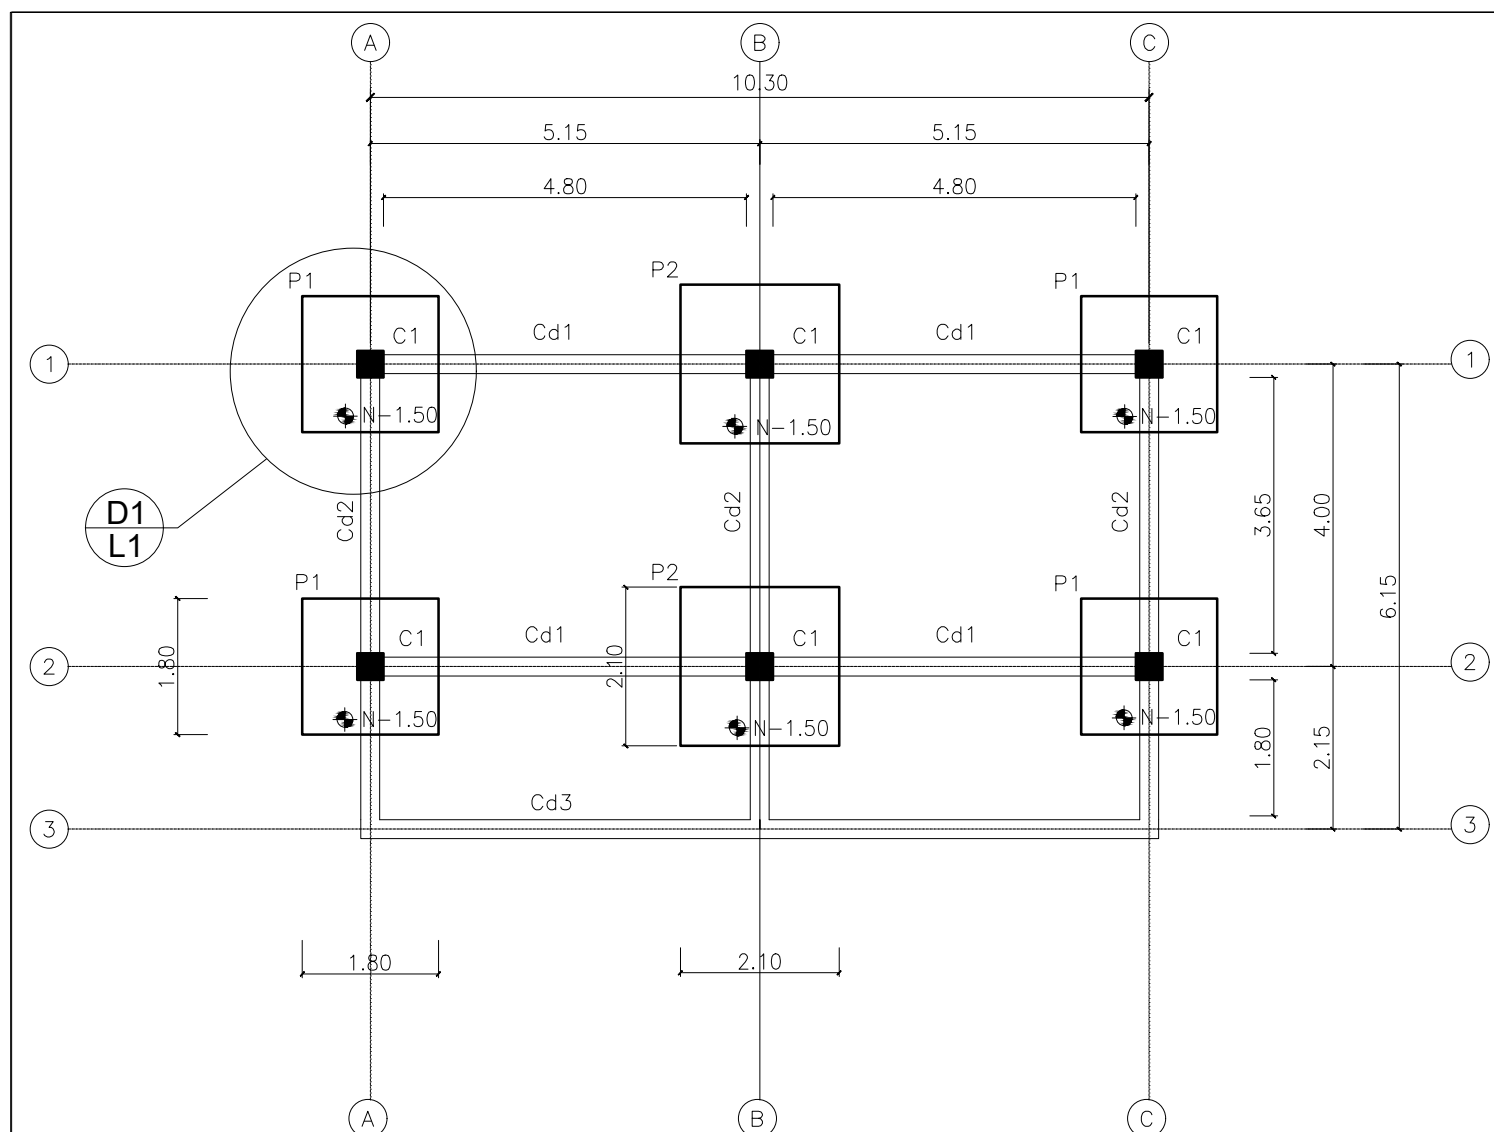 A B C
10.30
5.15 5.15
4.80 4.80
P1 P2 P1
C1 Cd1 C1 Cd1 C1
1 1
N-1.50 N-1.50 N-1.50
D1
L1
Cd2 Cd2 Cd2 3.65 4.00
P1 P2 P1
6.15
C1 Cd1 C1 Cd1 C1
1.80 2.10
2 2
N-1.50 N-1.50 N-1.50
1.80 2.15
Cd3
3 3
1.80 2.10
A B C